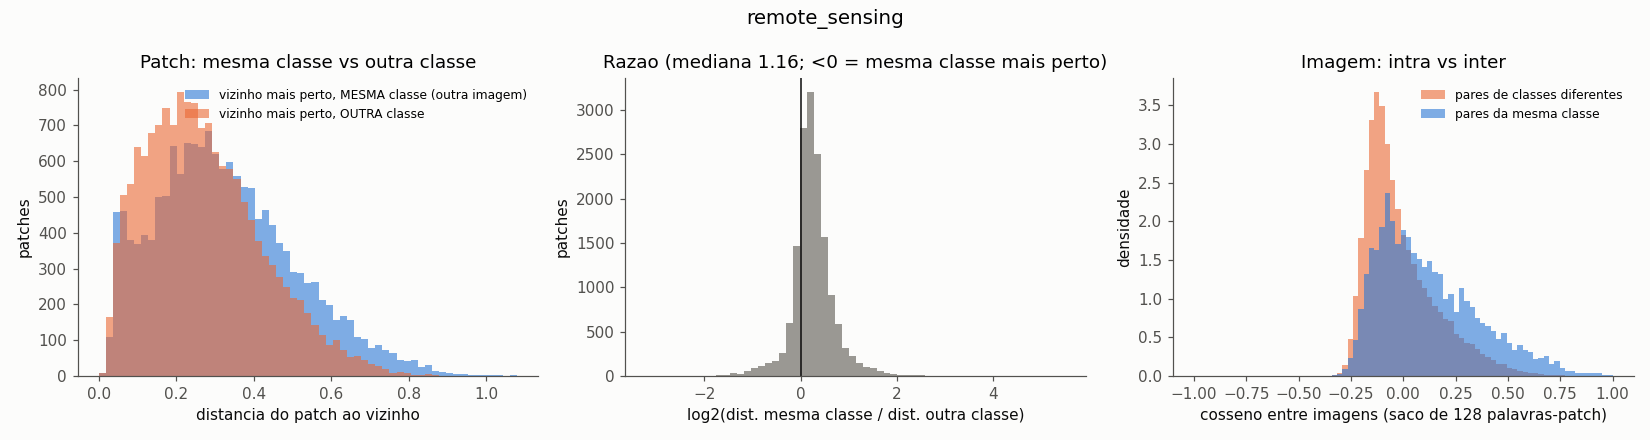 remote_sensing
Patch: mesma classe vs outra classe
vizinho mais perto, MESMA classe (outra imagem)
vizinho mais perto, OUTRA classe
patches
800
700
600
500
400
300
200
100
0
0.0 0.2 0.4 0.6 0.8 1.0
distancia do patch ao vizinho
Razao (mediana 1.16; <0 = mesma classe mais perto)
patches
3000
2500
2000
1500
1000
500
0
−2 0 2 4
log2(dist. mesma classe / dist. outra classe)
Imagem: intra vs inter
pares de classes diferentes
pares da mesma classe
densidade
3.5
3.0
2.5
2.0
1.5
1.0
0.5
0.0
−1.00 −0.75 −0.50 −0.25 0.00 0.25 0.50 0.75 1.00
cosseno entre imagens (saco de 128 palavras-patch)